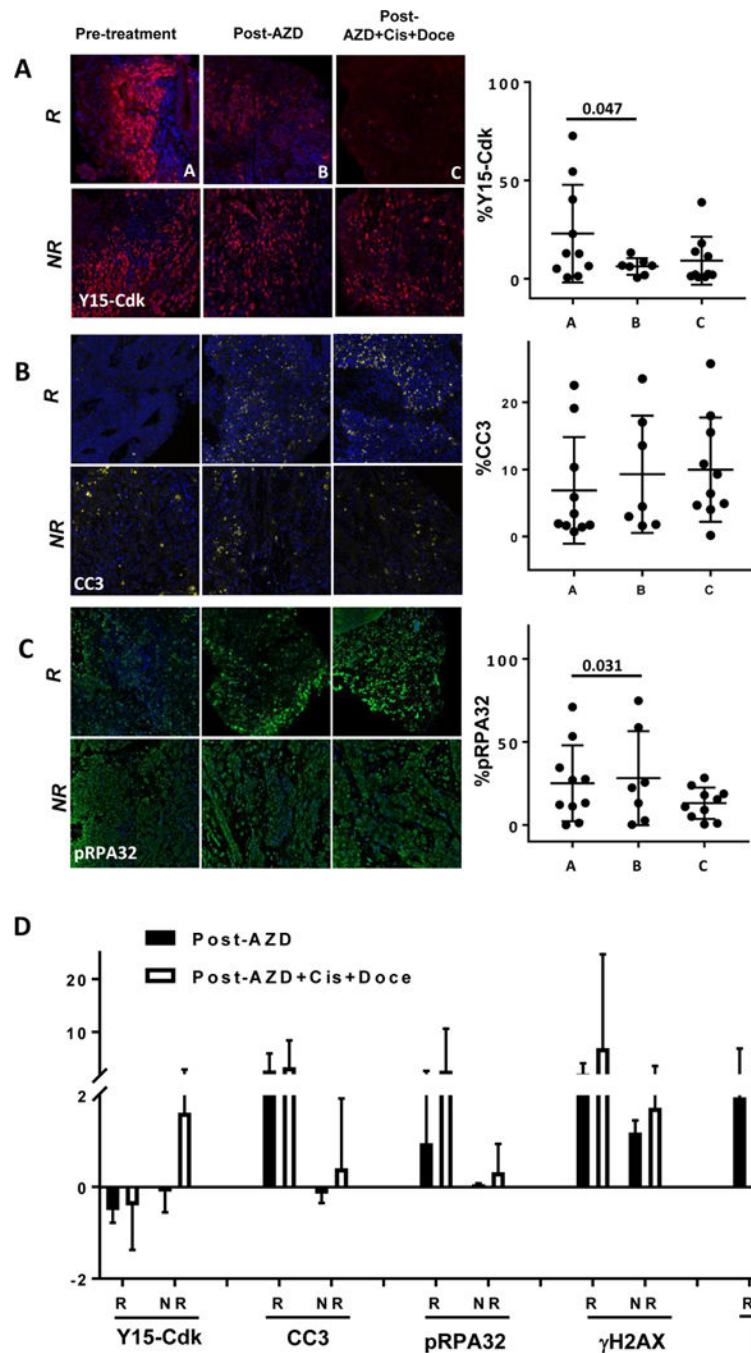 Pre-treatment Post-AZD Post-
AZD+Cis+Doce
A
R
A B C
NR
Y15-Cdk
%Y15-Cdk
100
50
0
0.047
A B C
B
R
NR
CC3
%CC3
20
10
0
A B C
C
R
NR
pRPA32
%pRPA32
100
50
0
0.031
A B C
D
Post-AZD
Post-AZD+Cis+Doce
20
10
2
0
-2
R NR R NR R NR R NR R
Y15-Cdk CC3 pRPA32 γH2AX